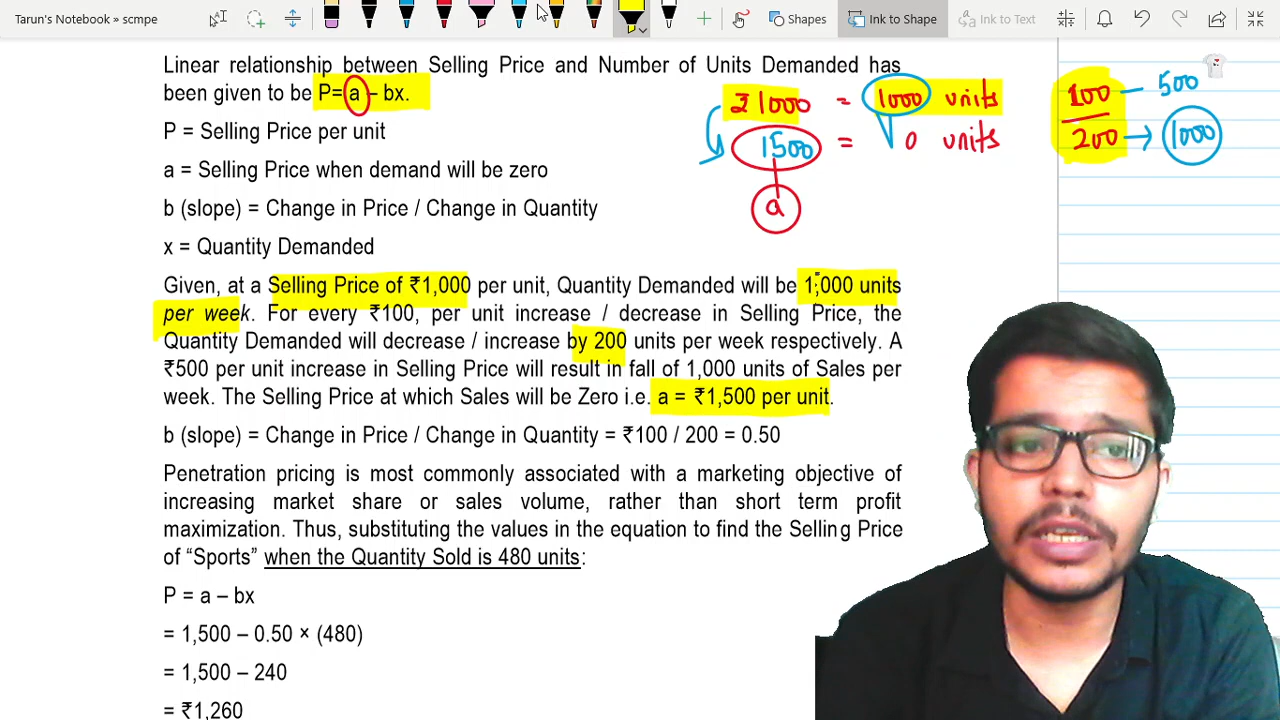 Tarun's Notebook » scmpe
Shapes
Ink to Shape
Ink to Text
Linear relationship between Selling Price and Number of Units Demanded has
been given to be P= a – bx.
₹ 1000 = 1000 units
1500 = 0 units
a
100 – 500
200 → 1000
P = Selling Price per unit
a = Selling Price when demand will be zero
b (slope) = Change in Price / Change in Quantity
x = Quantity Demanded
Given, at a Selling Price of ₹1,000 per unit, Quantity Demanded will be 1,000 units
per week. For every ₹100, per unit increase / decrease in Selling Price, the
Quantity Demanded will decrease / increase by 200 units per week respectively. A
₹500 per unit increase in Selling Price will result in fall of 1,000 units of Sales per
week. The Selling Price at which Sales will be Zero i.e. a = ₹1,500 per unit.
b (slope) = Change in Price / Change in Quantity = ₹100 / 200 = 0.50
Penetration pricing is most commonly associated with a marketing objective of
increasing market share or sales volume, rather than short term profit
maximization. Thus, substituting the values in the equation to find the Selling Price
of “Sports” when the Quantity Sold is 480 units:
P = a – bx
= 1,500 – 0.50 × (480)
= 1,500 – 240
= ₹1,260